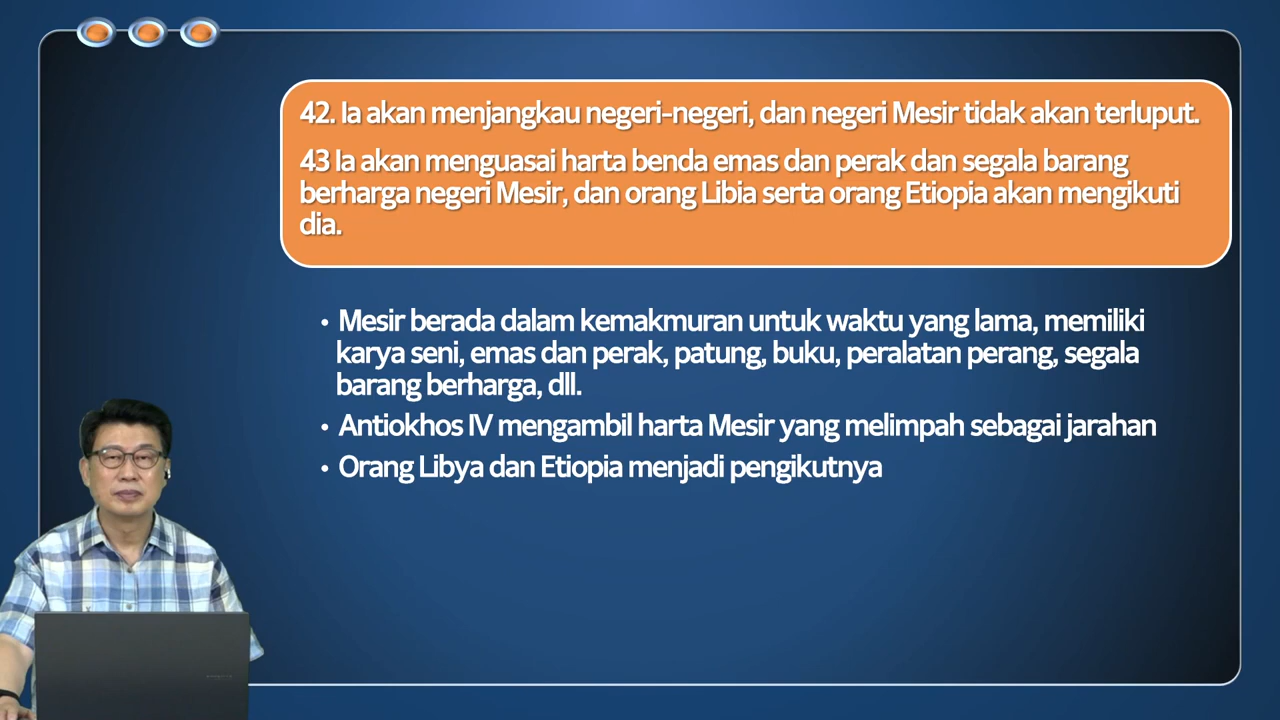 42. Ia akan menjangkau negeri-negeri, dan negeri Mesir tidak akan terluput.
43 Ia akan menguasai harta benda emas dan perak dan segala barang
berharga negeri Mesir, dan orang Libia serta orang Etiopia akan mengikuti
dia.
• Mesir berada dalam kemakmuran untuk waktu yang lama, memiliki
karya seni, emas dan perak, patung, buku, peralatan perang, segala
barang berharga, dll.
• Antiokhos IV mengambil harta Mesir yang melimpah sebagai jarahan
• Orang Libya dan Etiopia menjadi pengikutnya